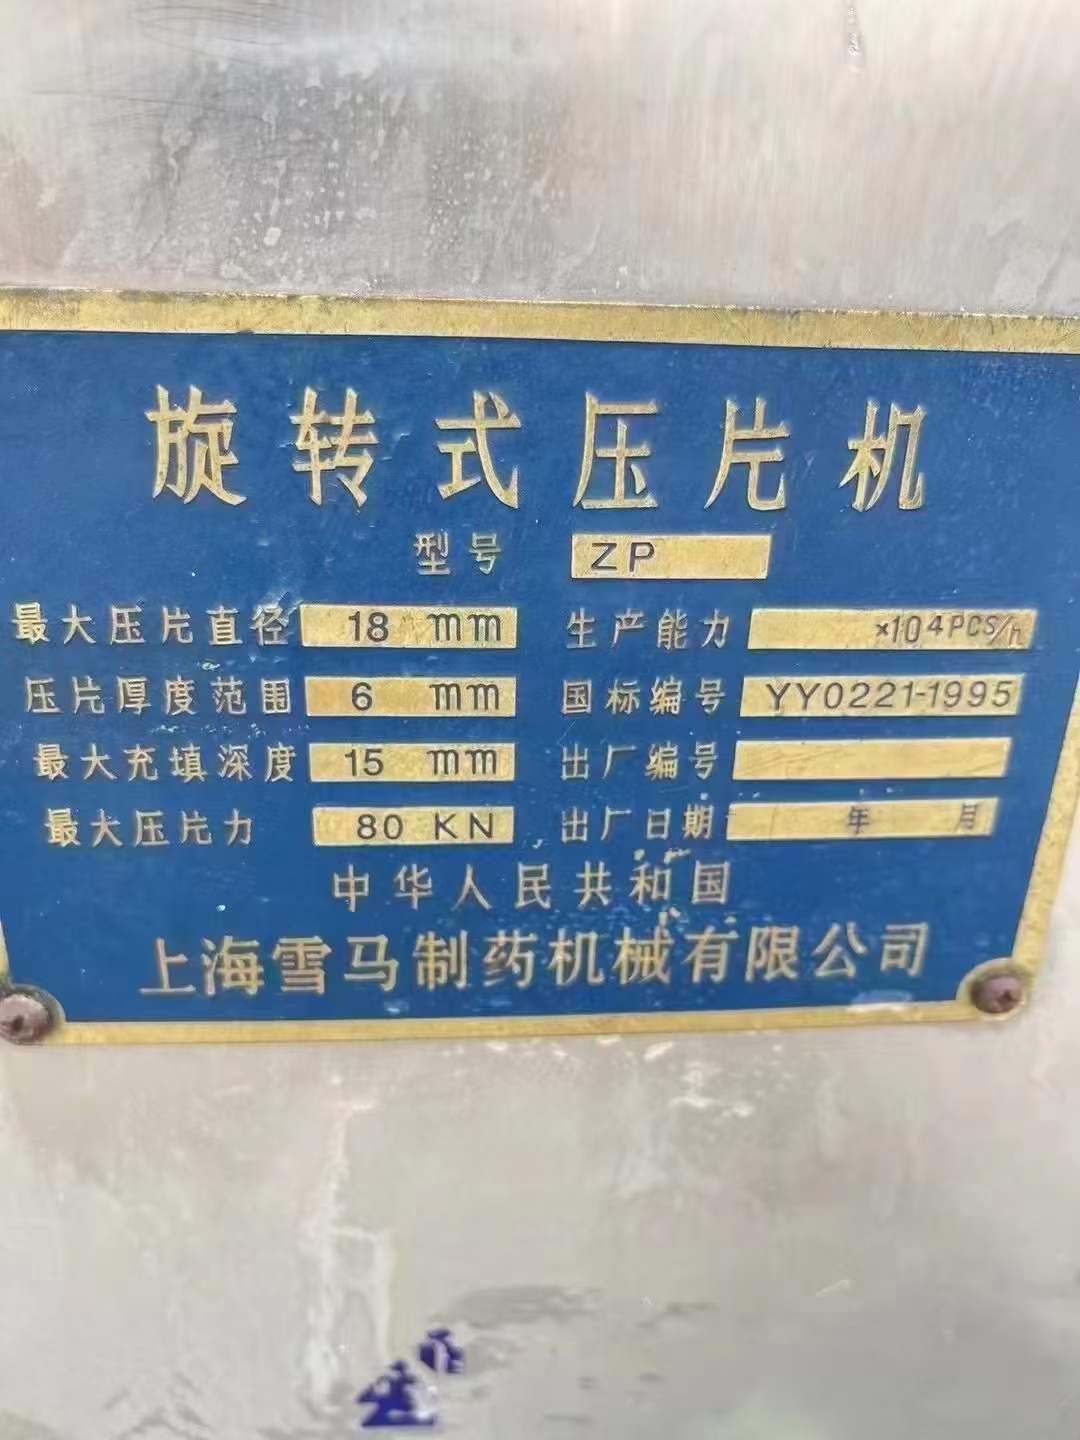 旋转式压片机
型号 ZP
最大压片直径 18 mm 生产能力 ×10⁴PCS/h
压片厚度范围 6 mm 国标编号 YY0221-1995
最大充填深度 15 mm 出厂编号
最大压片力 80 KN 出厂日期 年 月
中华人民共和国
上海雪马制药机械有限公司